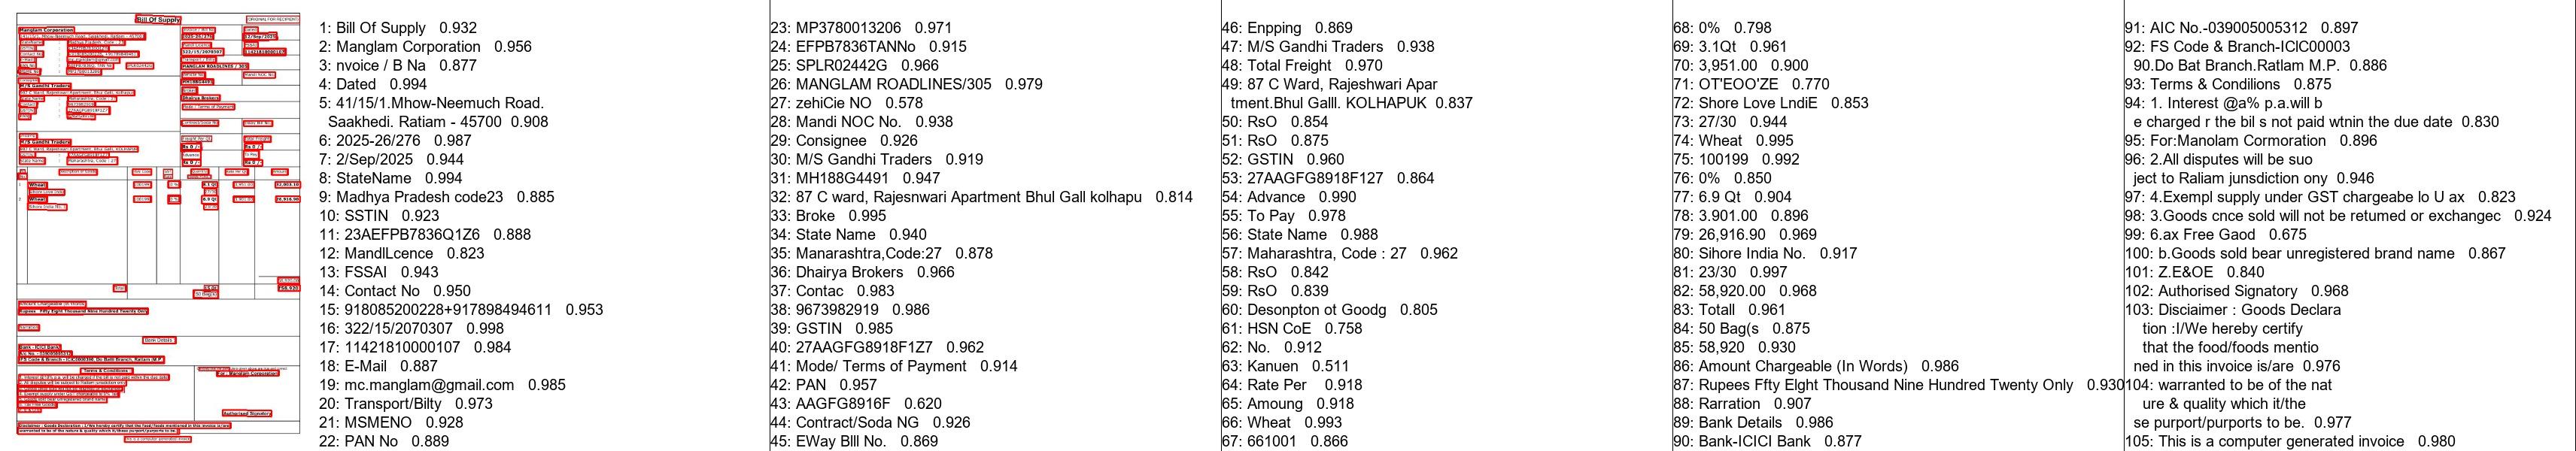 Bill Of Supply
1: Bill Of Supply 0.932
2: Manglam Corporation 0.956
3: nvoice / B Na 0.877
4: Dated 0.994
5: 41/15/1.Mhow-Neemuch Road.
Saakhedi. Ratiam - 45700 0.908
6: 2025-26/276 0.987
7: 2/Sep/2025 0.944
8: StateName 0.994
9: Madhya Pradesh code23 0.885
10: SSTIN 0.923
11: 23AEFPB7836Q1Z6 0.888
12: MandlLcence 0.823
13: FSSAI 0.943
14: Contact No 0.950
15: 918085200228+917898494611 0.953
16: 322/15/2070307 0.998
17: 11421810000107 0.984
18: E-Mail 0.887
19: mc.manglam@gmail.com 0.985
20: Transport/Bilty 0.973
21: MSMENO 0.928
22: PAN No 0.889
23: MP3780013206 0.971
24: EFPB7836TANNo 0.915
25: SPLR02442G 0.966
26: MANGLAM ROADLINES/305 0.979
27: zehiCie NO 0.578
28: Mandi NOC No. 0.938
29: Consignee 0.926
30: M/S Gandhi Traders 0.919
31: MH188G4491 0.947
32: 87 C ward, Rajesnwari Apartment Bhul Gall kolhapu 0.814
33: Broke 0.995
34: State Name 0.940
35: Manarashtra,Code:27 0.878
36: Dhairya Brokers 0.966
37: Contac 0.983
38: 9673982919 0.986
39: GSTIN 0.985
40: 27AAGFG8918F1Z7 0.962
41: Mode/ Terms of Payment 0.914
42: PAN 0.957
43: AAGFG8916F 0.620
44: Contract/Soda NG 0.926
45: EWay Blll No. 0.869
46: Enpping 0.869
47: M/S Gandhi Traders 0.938
48: Total Freight 0.970
49: 87 C Ward, Rajeshwari Apar
tment.Bhul Galll. KOLHAPUK 0.837
50: RsO 0.854
51: RsO 0.875
52: GSTIN 0.960
53: 27AAGFG8918F127 0.864
54: Advance 0.990
55: To Pay 0.978
56: State Name 0.988
57: Maharashtra, Code : 27 0.962
58: RsO 0.842
59: RsO 0.839
60: Desonpton ot Goodg 0.805
61: HSN CoE 0.758
62: No. 0.912
63: Kanuen 0.511
64: Rate Per 0.918
65: Amoung 0.918
66: Wheat 0.993
67: 661001 0.866
68: 0% 0.798
69: 3.1Qt 0.961
70: 3,951.00 0.900
71: OT'EOO'ZE 0.770
72: Shore Love LndiE 0.853
73: 27/30 0.944
74: Wheat 0.995
75: 100199 0.992
76: 0% 0.850
77: 6.9 Qt 0.904
78: 3.901.00 0.896
79: 26,916.90 0.969
80: Sihore India No. 0.917
81: 23/30 0.997
82: 58,920.00 0.968
83: Totall 0.961
84: 50 Bag(s 0.875
85: 58,920 0.930
86: Amount Chargeable (In Words) 0.986
87: Rupees Ffty Elght Thousand Nine Hundred Twenty Only 0.930
88: Rarration 0.907
89: Bank Details 0.986
90: Bank-ICICI Bank 0.877
91: AIC No.-039005005312 0.897
92: FS Code & Branch-ICIC00003
90.Do Bat Branch.Ratlam M.P. 0.886
93: Terms & Condilions 0.875
94: 1. Interest @a% p.a.will b
e charged r the bil s not paid wtnin the due date 0.830
95: For:Manolam Cormoration 0.896
96: 2.All disputes will be suo
ject to Raliam junsdiction ony 0.946
97: 4.Exempl supply under GST chargeabe lo U ax 0.823
98: 3.Goods cnce sold will not be retumed or exchangec 0.924
99: 6.ax Free Gaod 0.675
100: b.Goods sold bear unregistered brand name 0.867
101: Z.E&OE 0.840
102: Authorised Signatory 0.968
103: Disciaimer : Goods Declara
tion :I/We hereby certify
that the food/foods mentio
ned in this invoice is/are 0.976
104: warranted to be of the nat
ure & quality which it/the
se purport/purports to be. 0.977
105: This is a computer generated invoice 0.980